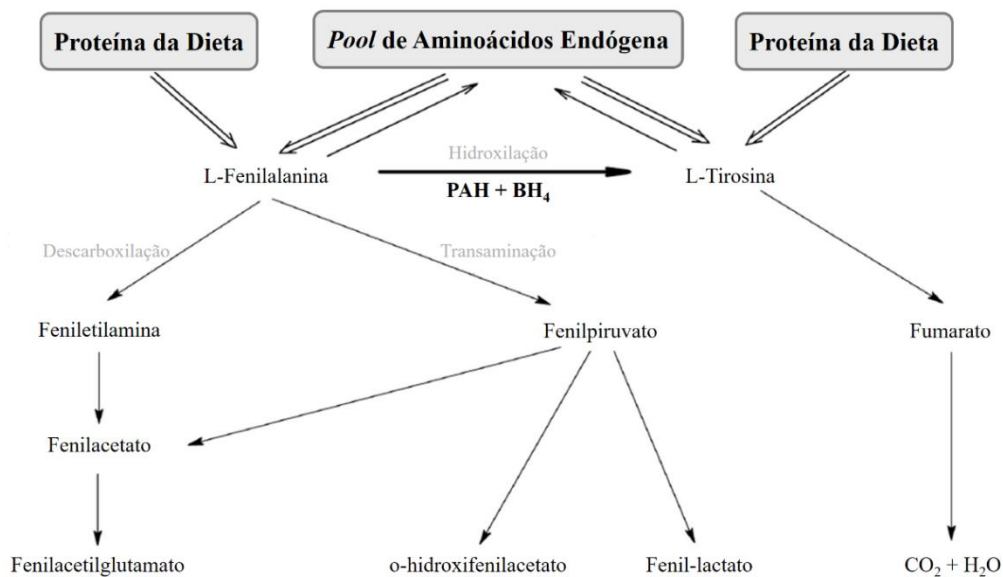 Proteína da Dieta
Pool de Aminoácidos Endógena
Proteína da Dieta
Hidroxilação
L-Fenilalanina
L-Tirosina
PAH + BH₄
Descarboxilação
Transaminação
Feniletilamina
Fenilpiruvato
Fumarato
Fenilacetato
Fenilacetilglutamato
o-hidroxifenilacetato
Fenil-lactato
CO₂ + H₂O